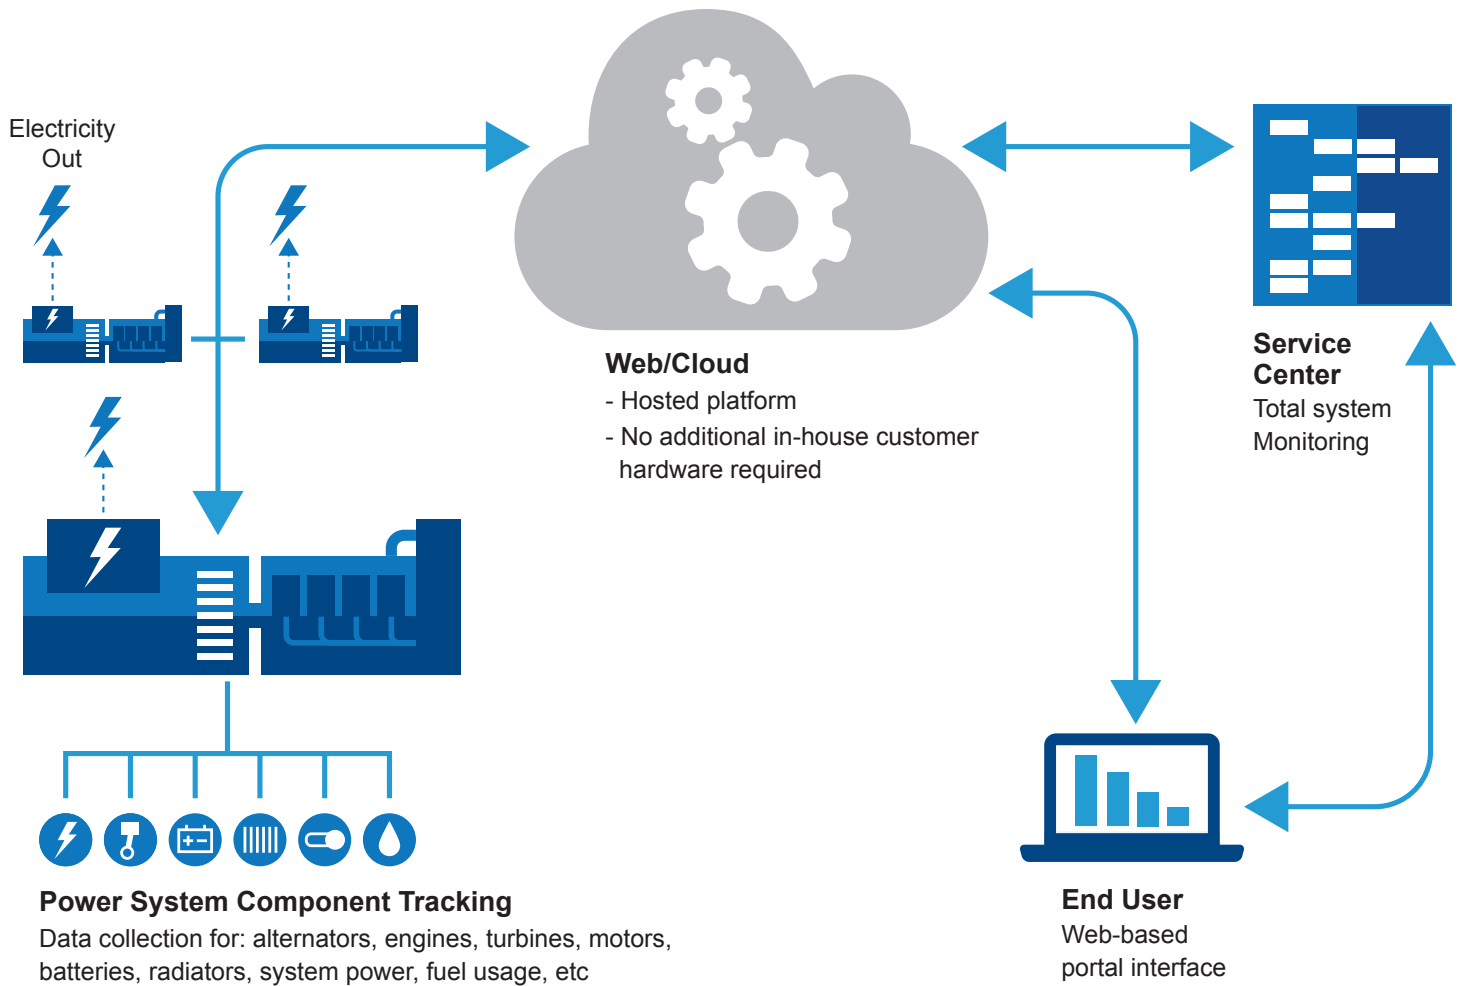 Electricity
Out
Web/Cloud
- Hosted platform
- No additional in-house customer
hardware required
Service
Center
Total system
Monitoring
Power System Component Tracking
Data collection for: alternators, engines, turbines, motors,
batteries, radiators, system power, fuel usage, etc
End User
Web-based
portal interface